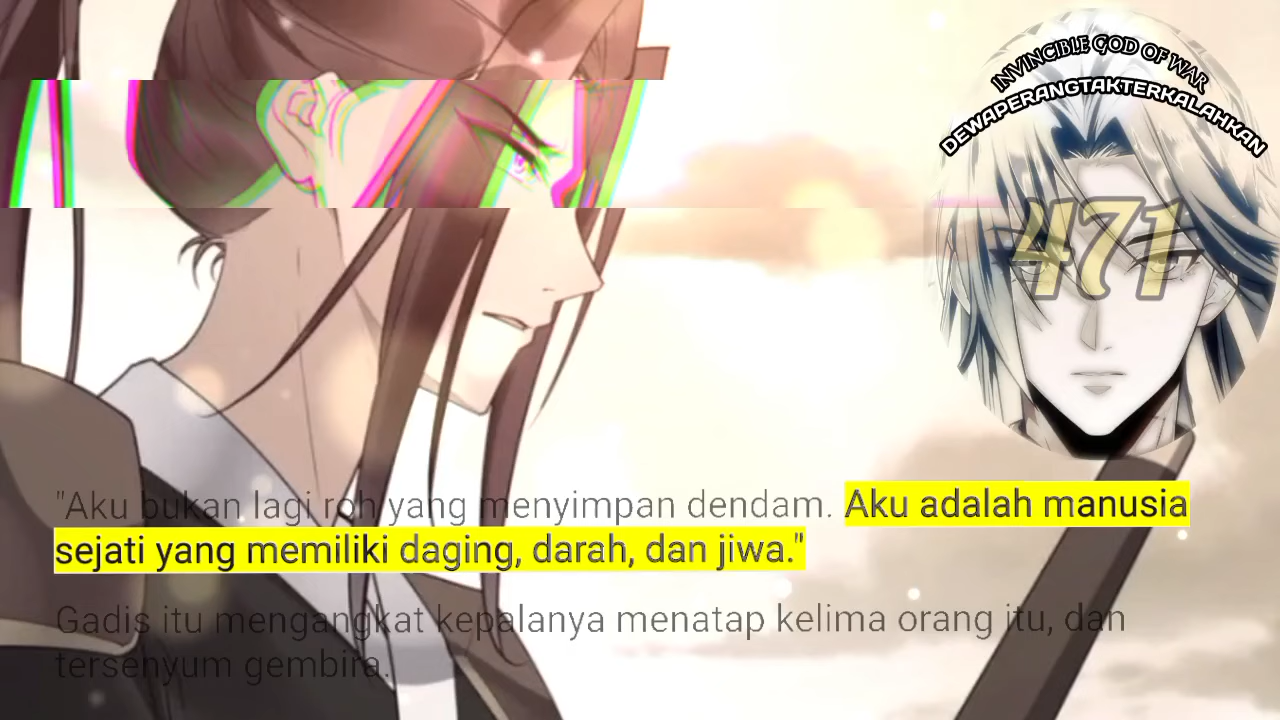 INVINCIBLE GOD OF WAR
DEWAPERANGTAKTERKALAHKAN
471
"Aku bukan lagi roh yang menyimpan dendam. Aku adalah manusia
sejati yang memiliki daging, darah, dan jiwa."
Gadis itu mengangkat kepalanya menatap kelima orang itu, dan
tersenyum gembira.